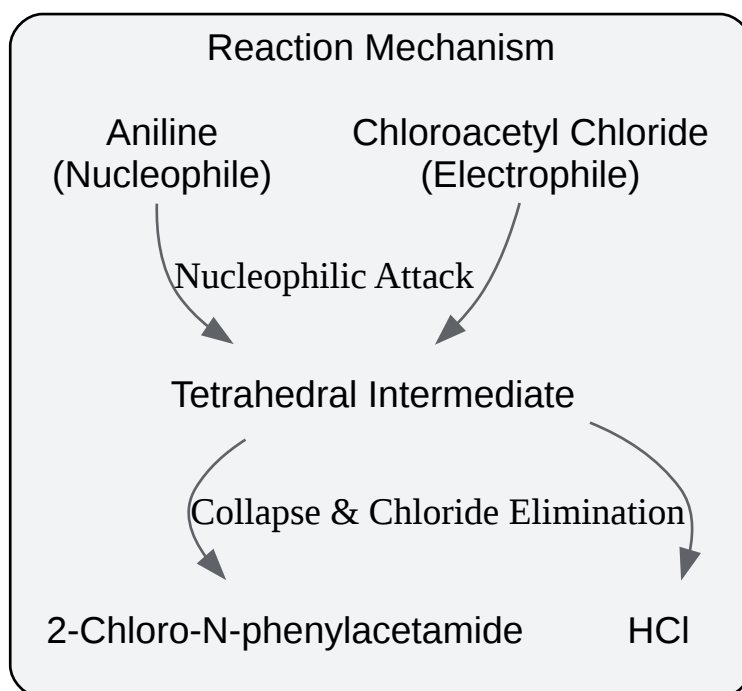 Reaction Mechanism
Aniline
(Nucleophile)
Chloroacetyl Chloride
(Electrophile)
Nucleophilic Attack
Tetrahedral Intermediate
Collapse & Chloride Elimination
2-Chloro-N-phenylacetamide
HCl